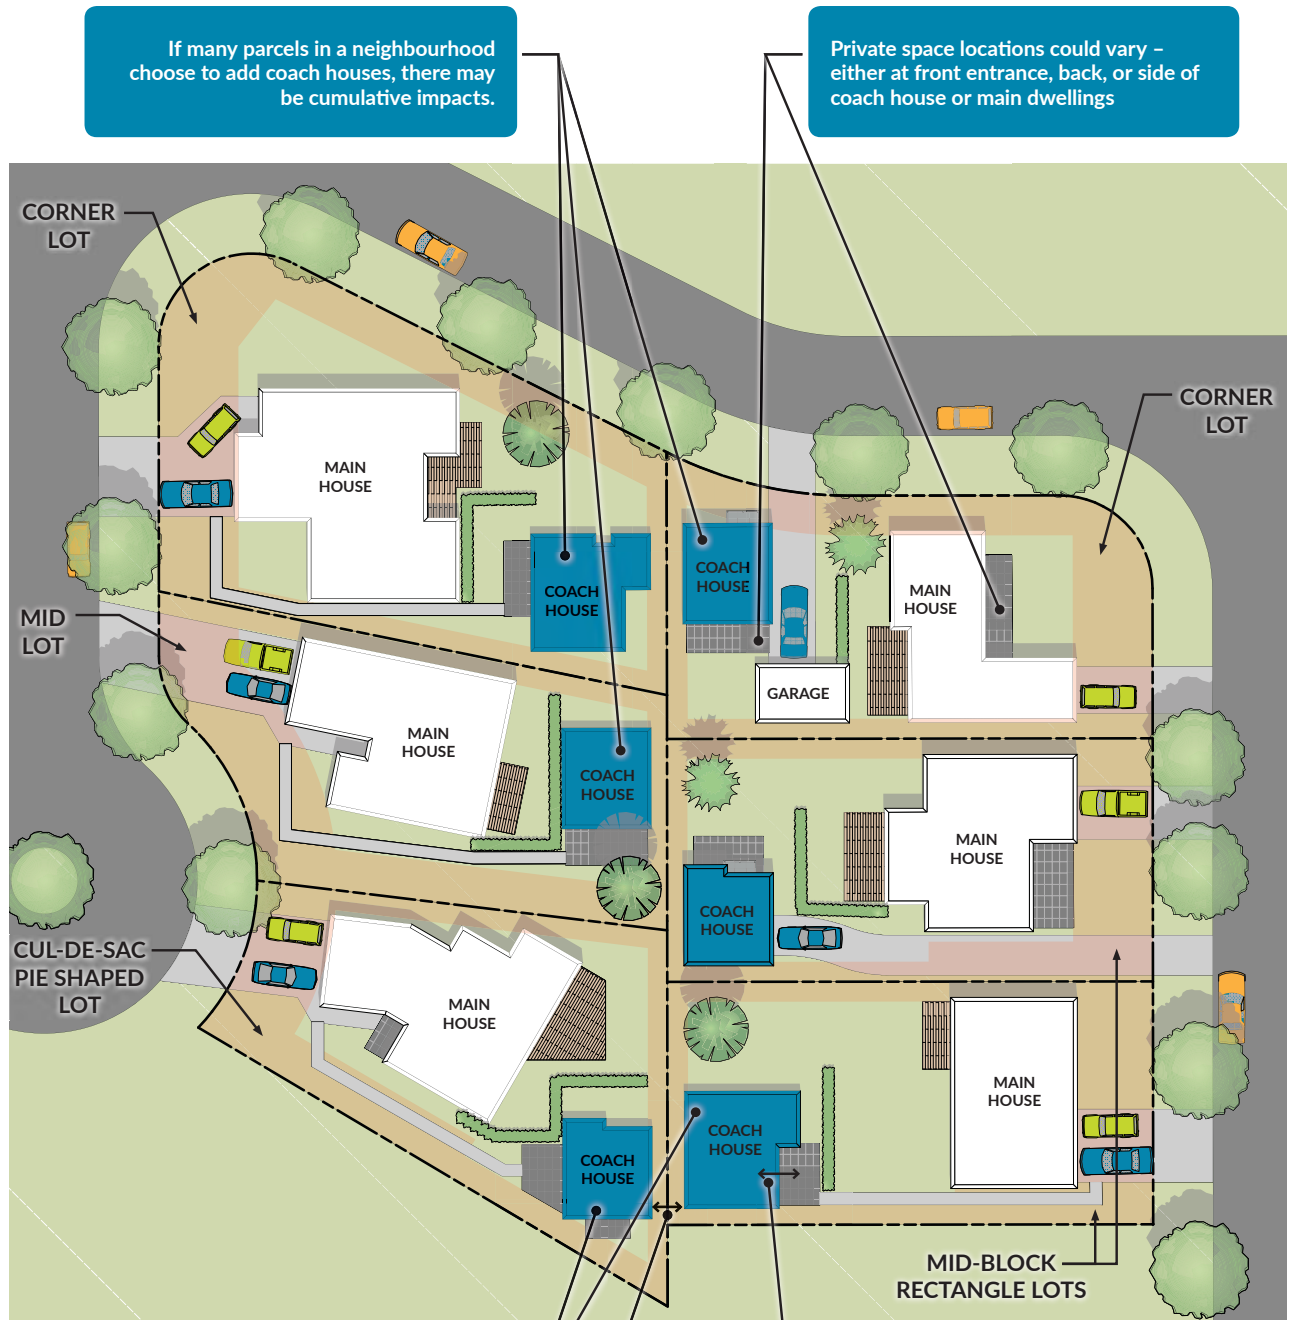 If many parcels in a neighbourhood
choose to add coach houses, there may
be cumulative impacts.
Private space locations could vary –
either at front entrance, back, or side of
coach house or main dwellings
CORNER
LOT
CORNER
LOT
MAIN
HOUSE
COACH
HOUSE
COACH
HOUSE
MAIN
HOUSE
GARAGE
MID
LOT
MAIN
HOUSE
COACH
HOUSE
MAIN
HOUSE
COACH
HOUSE
CUL-DE-SAC
PIE SHAPED
LOT
MAIN
HOUSE
COACH
HOUSE
COACH
HOUSE
MAIN
HOUSE
MID-BLOCK
RECTANGLE LOTS